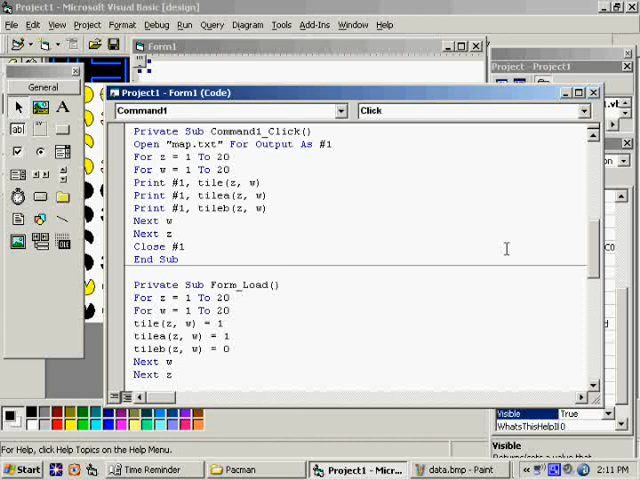 Project1 - Microsoft Visual Basic [design]
File Edit View Project Format Debug Run Query Diagram Tools Add-Ins Window Help
Form1
Project - Project1
General
Project1 - Form1 (Code)
Command1 Click
Private Sub Command1_Click()
Open "map.txt" For Output As #1
For z = 1 To 20
For w = 1 To 20
Print #1, tile(z, w)
Print #1, tilea(z, w)
Print #1, tileb(z, w)
Next w
Next z
Close #1
End Sub
Private Sub Form_Load()
For z = 1 To 20
For w = 1 To 20
tile(z, w) = 1
tilea(z, w) = 1
tileb(z, w) = 0
Next w
Next z
Visible True
WhatsThisHelpI 0
Visible
For Help, click Help Topics on the Help Menu.
Start Time Reminder Pacman Project1 - Mic... data.bmp - Paint 2:11 PM